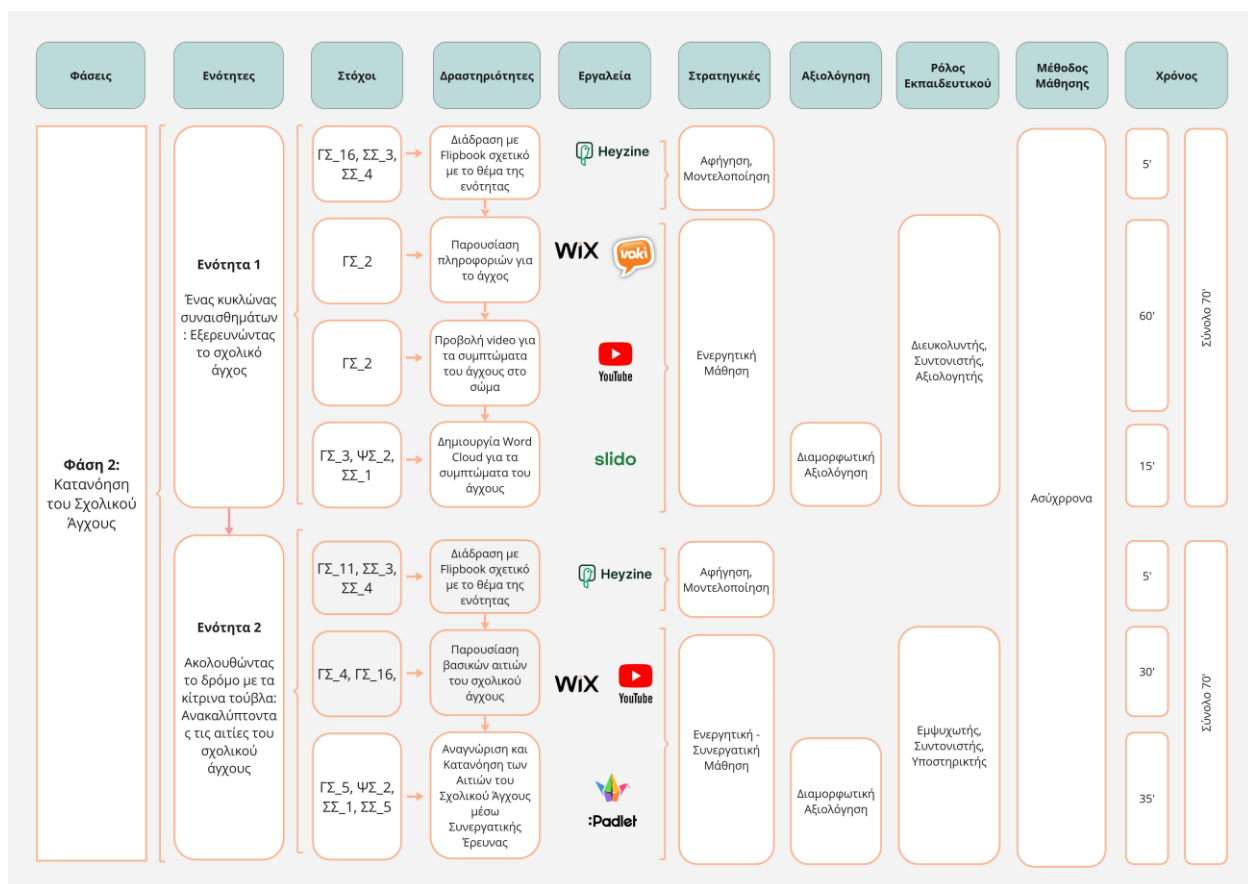 Φάσεις
Ενότητες
Στόχοι
Δραστηριότητες
Εργαλεία
Στρατηγικές
Αξιολόγηση
Ρόλος
Εκπαιδευτικού
Μέθοδος
Μάθησης
Χρόνος
Φάση 2:
Κατανόηση
του Σχολικού
Άγχους
Ενότητα 1
Ένας κυκλώνας
συναισθημάτων
: Εξερευνώντας
το σχολικό
άγχος
ΓΣ_16, ΣΣ_3,
ΣΣ_4
Διάδραση με
Flipbook σχετικό
με το θέμα της
ενότητας
Heyzine
Αφήγηση,
Μοντελοποίηση
5'
ΓΣ_2
Παρουσίαση
πληροφοριών για
το άγχος
WiX
voki
ΓΣ_2
Προβολή video για
τα συμπτώματα
του άγχους στο
σώμα
YouTube
Ενεργητική
Μάθηση
Διευκολυντής,
Συντονιστής,
Αξιολογητής
60'
ΓΣ_3, ΨΣ_2,
ΣΣ_1
Δημιουργία Word
Cloud για τα
συμπτώματα του
άγχους
slido
Διαμορφωτική
Αξιολόγηση
15'
Σύνολο 70'
Ασύχρρονα
Ενότητα 2
Ακολουθώντας
το δρόμο με τα
κίτρινα τούβλα:
Ανακαλύπτοντα
ς τις αιτίες του
σχολικού
άγχους
ΓΣ_11, ΣΣ_3,
ΣΣ_4
Διάδραση με
Flipbook σχετικό
με το θέμα της
ενότητας
Heyzine
Αφήγηση,
Μοντελοποίηση
5'
ΓΣ_4, ΓΣ_16,
Παρουσίαση
βασικών αιτιών
του σχολικού
άγχους
WiX
YouTube
30'
ΓΣ_5, ΨΣ_2,
ΣΣ_1, ΣΣ_5
Αναγνώριση και
Κατανόηση των
Αιτιών του
Σχολικού Άγχους
μέσω
Συνεργατικής
Έρευνας
:Padlet
Ενεργητική -
Συνεργατική
Μάθηση
Διαμορφωτική
Αξιολόγηση
Εμψυχωτής,
Συντονιστής,
Υποστηρικτής
35'
Σύνολο 70'